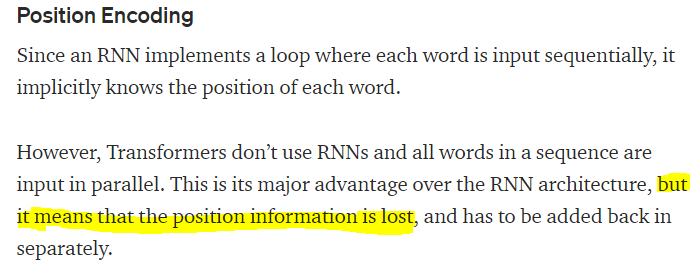 Position Encoding
Since an RNN implements a loop where each word is input sequentially, it
implicitly knows the position of each word.
However, Transformers don’t use RNNs and all words in a sequence are
input in parallel. This is its major advantage over the RNN architecture, but
it means that the position information is lost, and has to be added back in
separately.